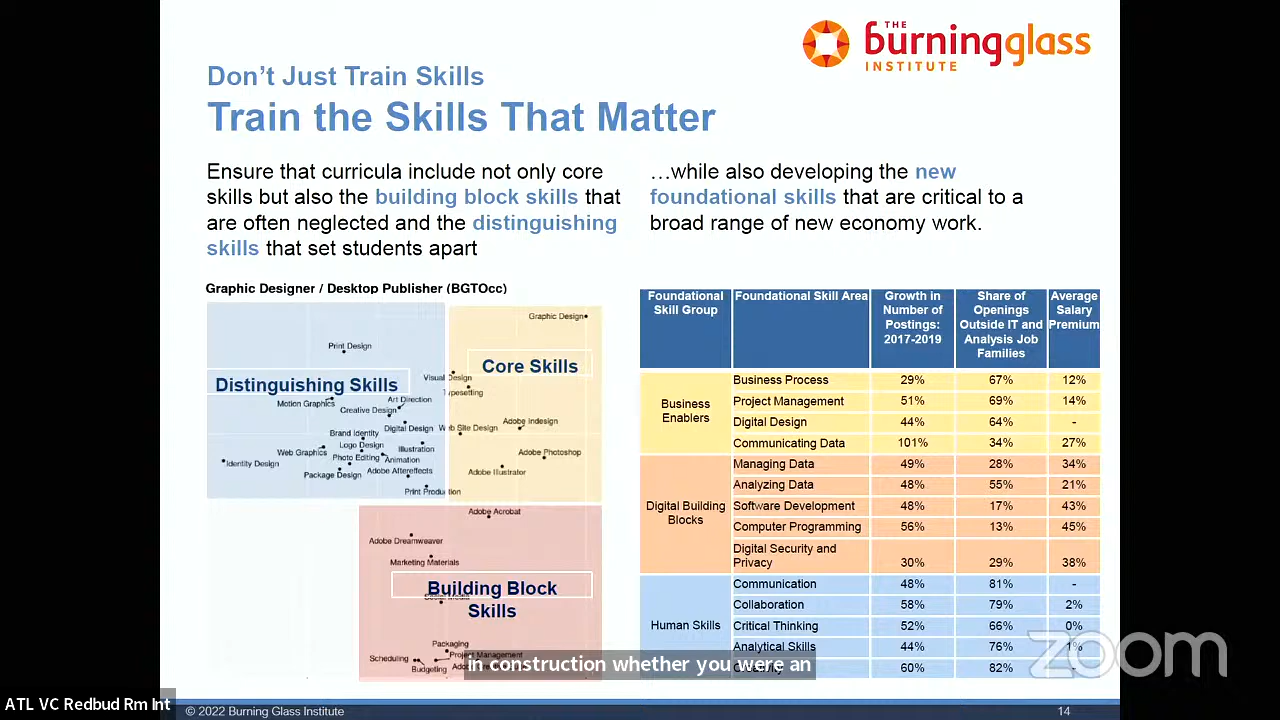 THE
burningglass
INSTITUTE
Don't Just Train Skills
Train the Skills That Matter
Ensure that curricula include not only core
skills but also the building block skills that
are often neglected and the distinguishing
skills that set students apart
…while also developing the new
foundational skills that are critical to a
broad range of new economy work.
Graphic Designer / Desktop Publisher (BGTOcc)
Graphic Design
Print Design
Core Skills
Distinguishing Skills
Visual Design
Typesetting
Motion Graphics
Art Direction
Creative Design
Adobe Indesign
Digital Design
Web Site Design
Brand Identity
Logo Design
Illustration
Web Graphics
Photo Editing
Animation
Adobe Photoshop
Identity Design
Package Design
Adobe Aftereffects
Adobe Illustrator
Print Production
Adobe Acrobat
Adobe Dreamweaver
Marketing Materials
Building Block
Social Media
Skills
Packaging
Scheduling
Project Management
Budgeting
Foundational Skill Group
Foundational Skill Area
Growth in Number of Postings: 2017-2019
Share of Openings Outside IT and Analysis Job Families
Average Salary Premium
Business Enablers
Business Process 29% 67% 12%
Project Management 51% 69% 14%
Digital Design 44% 64% -
Communicating Data 101% 34% 27%
Digital Building Blocks
Managing Data 49% 28% 34%
Analyzing Data 48% 55% 21%
Software Development 48% 17% 43%
Computer Programming 56% 13% 45%
Digital Security and Privacy 30% 29% 38%
Human Skills
Communication 48% 81% -
Collaboration 58% 79% 2%
Critical Thinking 52% 66% 0%
Analytical Skills 44% 76% 1%
60% 82%
in construction whether you were an
zoom
ATL VC Redbud Rm Int
© 2022 Burning Glass Institute
14